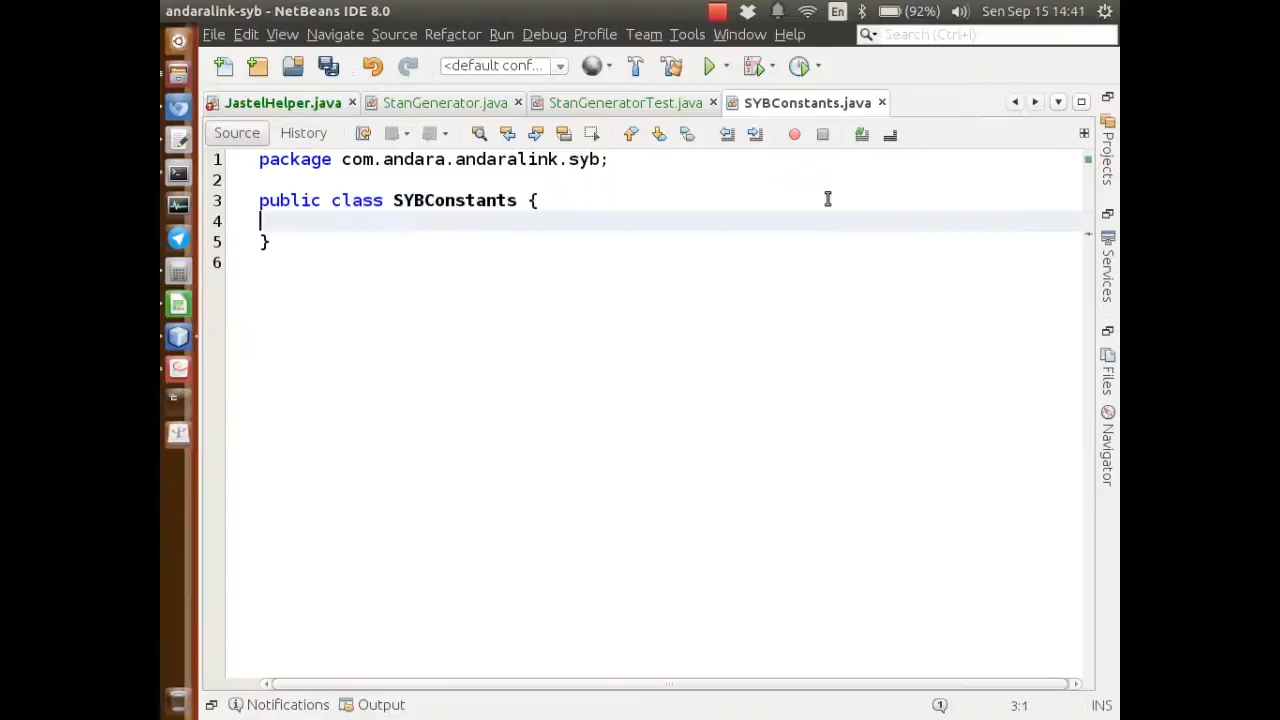 andaralink-syb - NetBeans IDE 8.0
En
(92%)
Sen Sep 15 14:41
File Edit View Navigate Source Refactor Run Debug Profile Team Tools Window Help
Search (Ctrl+I)
<default conf...
JastelHelper.java
StanGenerator.java
StanGeneratorTest.java
SYBConstants.java
Source History
1 package com.andara.andaralink.syb;
2
3 public class SYBConstants {
4
5 }
6
Projects
Services
Files
Navigator
Notifications
Output
1
3:1
INS